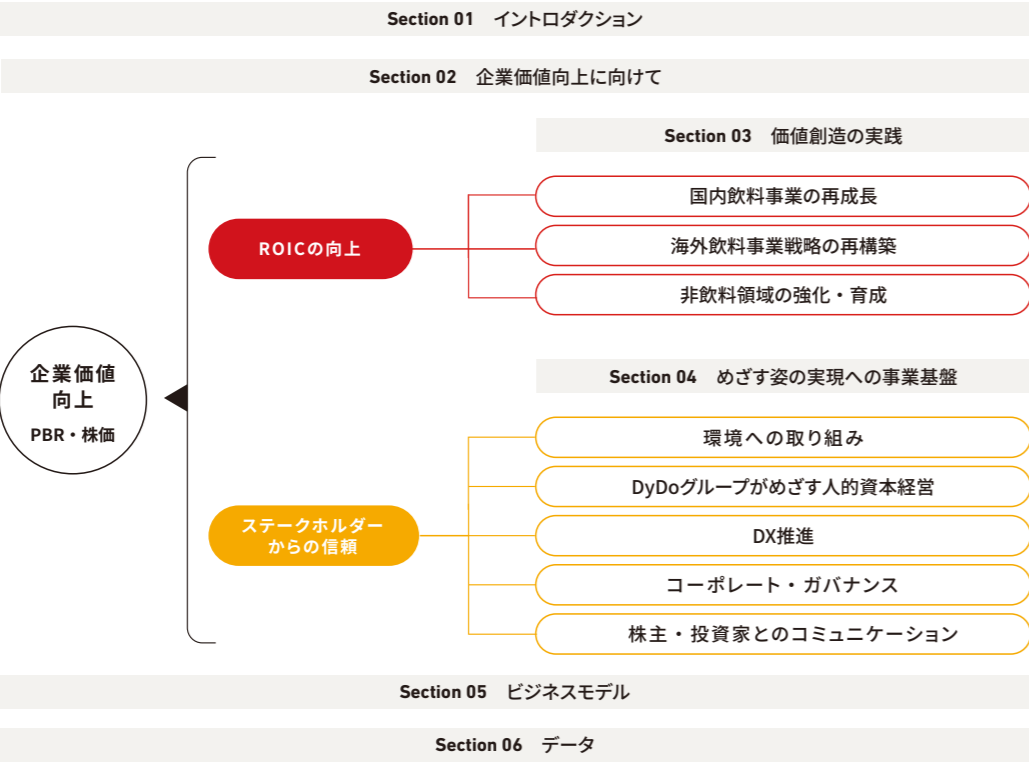 Section 01 イントロダクション
Section 02 企業価値向上に向けて
Section 03 価値創造の実践
国内飲料事業の再成長
ROICの向上
海外飲料事業戦略の再構築
非飲料領域の強化・育成
企業価値
向上
PBR・株価
Section 04 めざす姿の実現への事業基盤
環境への取り組み
DyDoグループがめざす人的資本経営
ステークホルダー
からの信頼
DX推進
コーポレート・ガバナンス
株主・投資家とのコミュニケーション
Section 05 ビジネスモデル
Section 06 データ